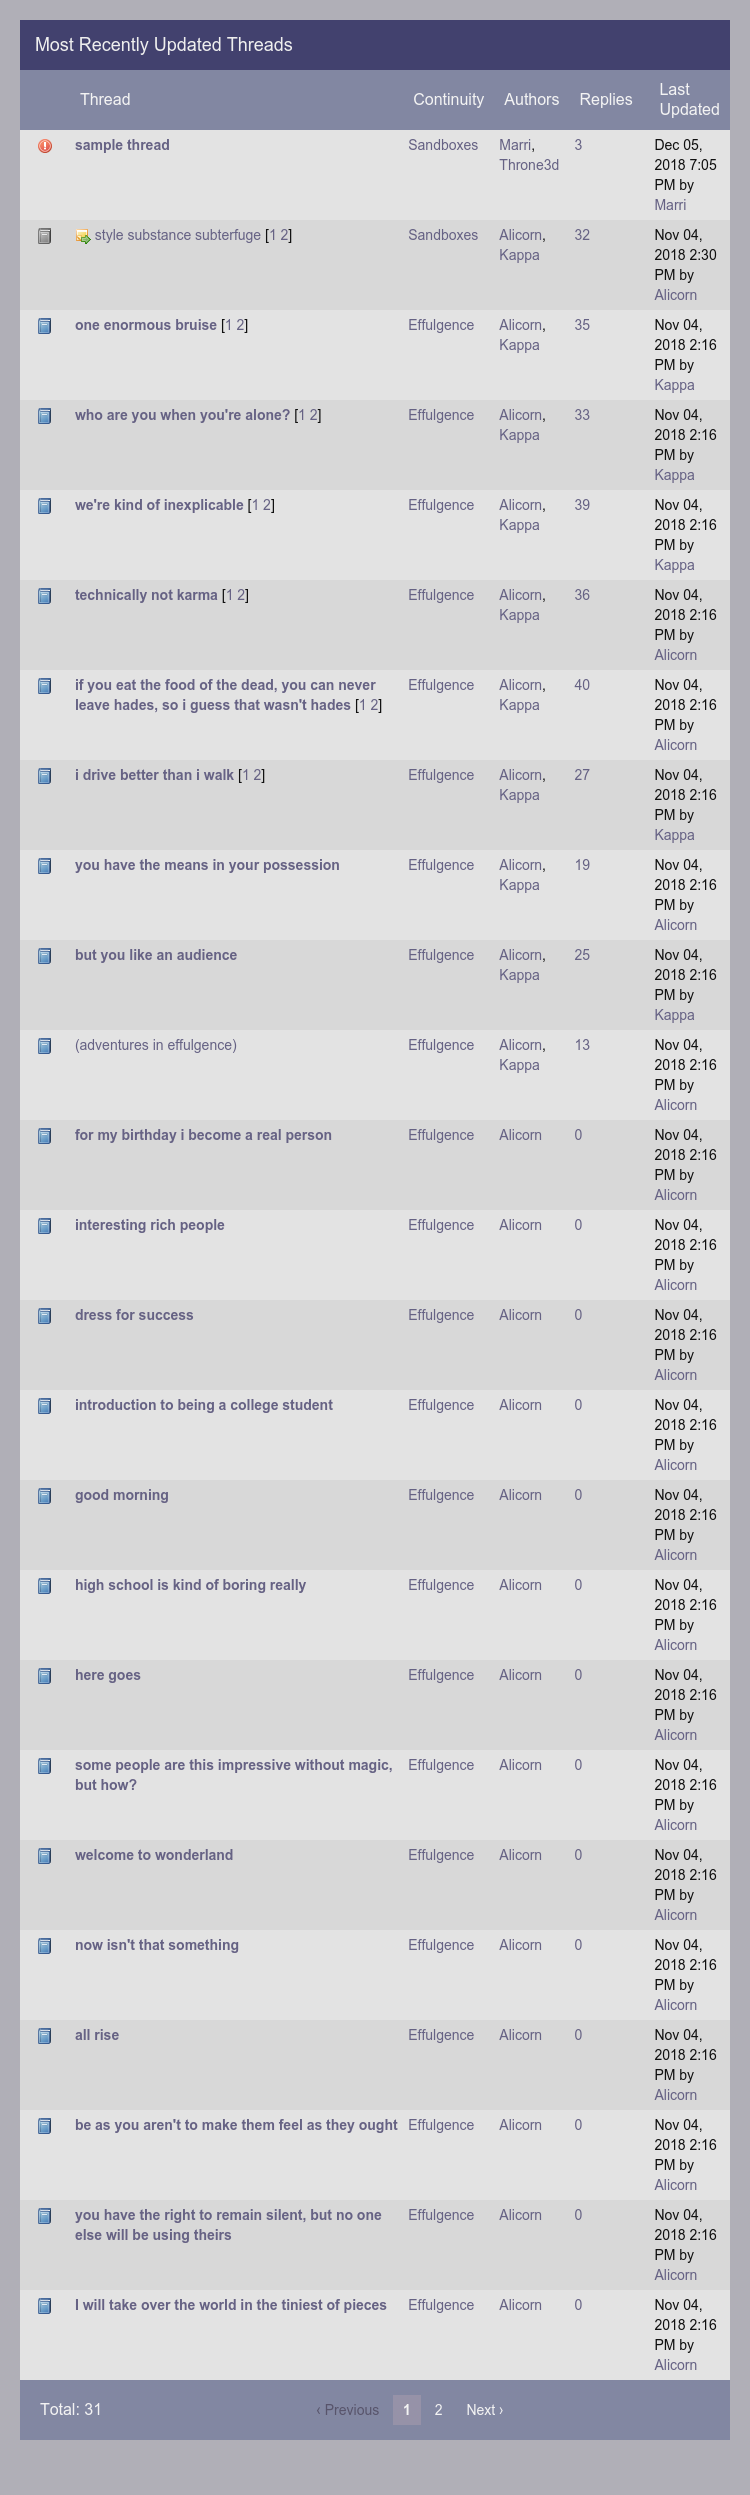 Most Recently Updated Threads
Thread Continuity Authors Replies Last
Updated
sample thread Sandboxes Marri, 3 Dec 05,
Throne3d 2018 7:05
PM by
Marri
style substance subterfuge [1 2] Sandboxes Alicorn, 32 Nov 04,
Kappa 2018 2:30
PM by
Alicorn
one enormous bruise [1 2] Effulgence Alicorn, 35 Nov 04,
Kappa 2018 2:16
PM by
Kappa
who are you when you're alone? [1 2] Effulgence Alicorn, 33 Nov 04,
Kappa 2018 2:16
PM by
Kappa
we're kind of inexplicable [1 2] Effulgence Alicorn, 39 Nov 04,
Kappa 2018 2:16
PM by
Kappa
technically not karma [1 2] Effulgence Alicorn, 36 Nov 04,
Kappa 2018 2:16
PM by
Alicorn
if you eat the food of the dead, you can never Effulgence Alicorn, 40 Nov 04,
leave hades, so i guess that wasn't hades [1 2] Kappa 2018 2:16
PM by
Alicorn
i drive better than i walk [1 2] Effulgence Alicorn, 27 Nov 04,
Kappa 2018 2:16
PM by
Kappa
you have the means in your possession Effulgence Alicorn, 19 Nov 04,
Kappa 2018 2:16
PM by
Alicorn
but you like an audience Effulgence Alicorn, 25 Nov 04,
Kappa 2018 2:16
PM by
Kappa
(adventures in effulgence) Effulgence Alicorn, 13 Nov 04,
Kappa 2018 2:16
PM by
Alicorn
for my birthday i become a real person Effulgence Alicorn 0 Nov 04,
2018 2:16
PM by
Alicorn
interesting rich people Effulgence Alicorn 0 Nov 04,
2018 2:16
PM by
Alicorn
dress for success Effulgence Alicorn 0 Nov 04,
2018 2:16
PM by
Alicorn
introduction to being a college student Effulgence Alicorn 0 Nov 04,
2018 2:16
PM by
Alicorn
good morning Effulgence Alicorn 0 Nov 04,
2018 2:16
PM by
Alicorn
high school is kind of boring really Effulgence Alicorn 0 Nov 04,
2018 2:16
PM by
Alicorn
here goes Effulgence Alicorn 0 Nov 04,
2018 2:16
PM by
Alicorn
some people are this impressive without magic, Effulgence Alicorn 0 Nov 04,
but how? 2018 2:16
PM by
Alicorn
welcome to wonderland Effulgence Alicorn 0 Nov 04,
2018 2:16
PM by
Alicorn
now isn't that something Effulgence Alicorn 0 Nov 04,
2018 2:16
PM by
Alicorn
all rise Effulgence Alicorn 0 Nov 04,
2018 2:16
PM by
Alicorn
be as you aren't to make them feel as they ought Effulgence Alicorn 0 Nov 04,
2018 2:16
PM by
Alicorn
you have the right to remain silent, but no one Effulgence Alicorn 0 Nov 04,
else will be using theirs 2018 2:16
PM by
Alicorn
I will take over the world in the tiniest of pieces Effulgence Alicorn 0 Nov 04,
2018 2:16
PM by
Alicorn
Total: 31 ‹ Previous 1 2 Next ›